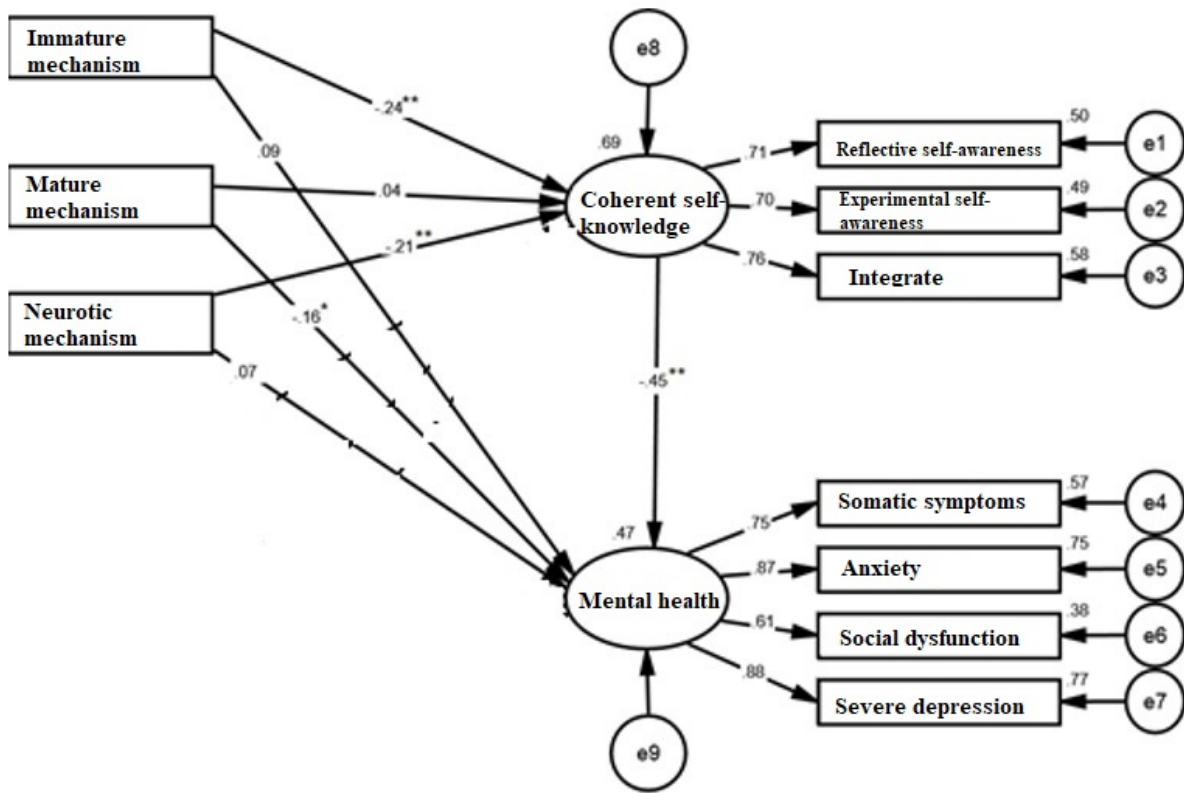 Immature
mechanism
e8
-.24**
.50
.69
.09
.71
Reflective self-awareness
e1
Mature
mechanism
.04
Coherent self-
knowledge
.70
.49
Experimental self-
awareness
e2
-.21**
.76
.58
Integrate
e3
Neurotic
mechanism
-.16*
.07
-.45**
.57
Somatic symptoms
e4
.47
.75
.75
Mental health
.87
Anxiety
e5
.61
.38
Social dysfunction
e6
.88
.77
Severe depression
e7
e9